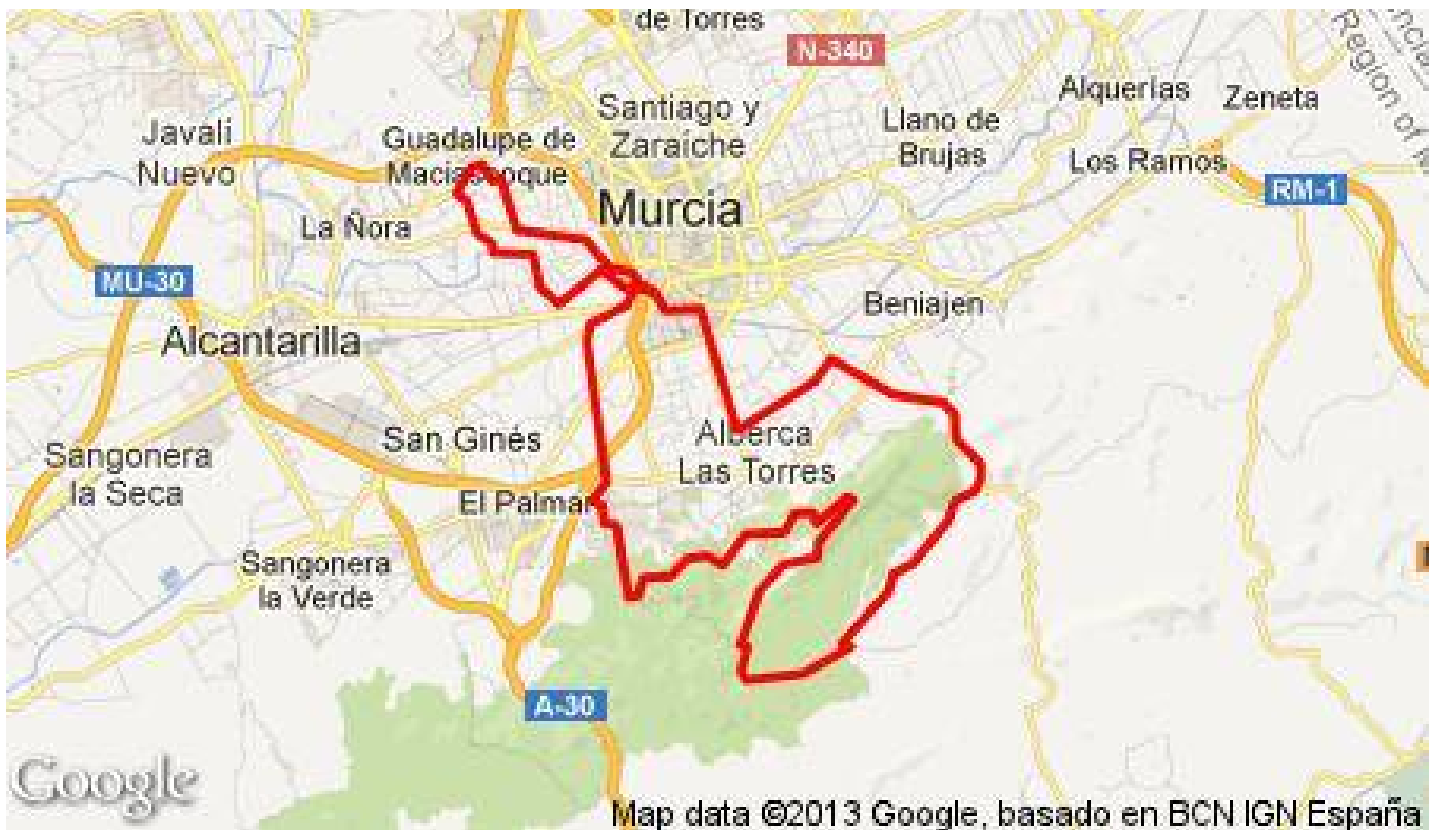 de Torres
N-340
Region of
Alquerías
Zeneta
Santiago y
Zaraiche
Llano de
Brujas
Javalí
Nuevo
Guadalupe de
Los Ramos
RM-1
Murcia
La Ñora
MU-30
Beniajen
Alcantarilla
San Ginés
Alberca
Las Torres
Sangonera
la Seca
El Palmar
Sangonera
la Verde
A-30
Google
Map data ©2013 Google, basado en BCN IGN España